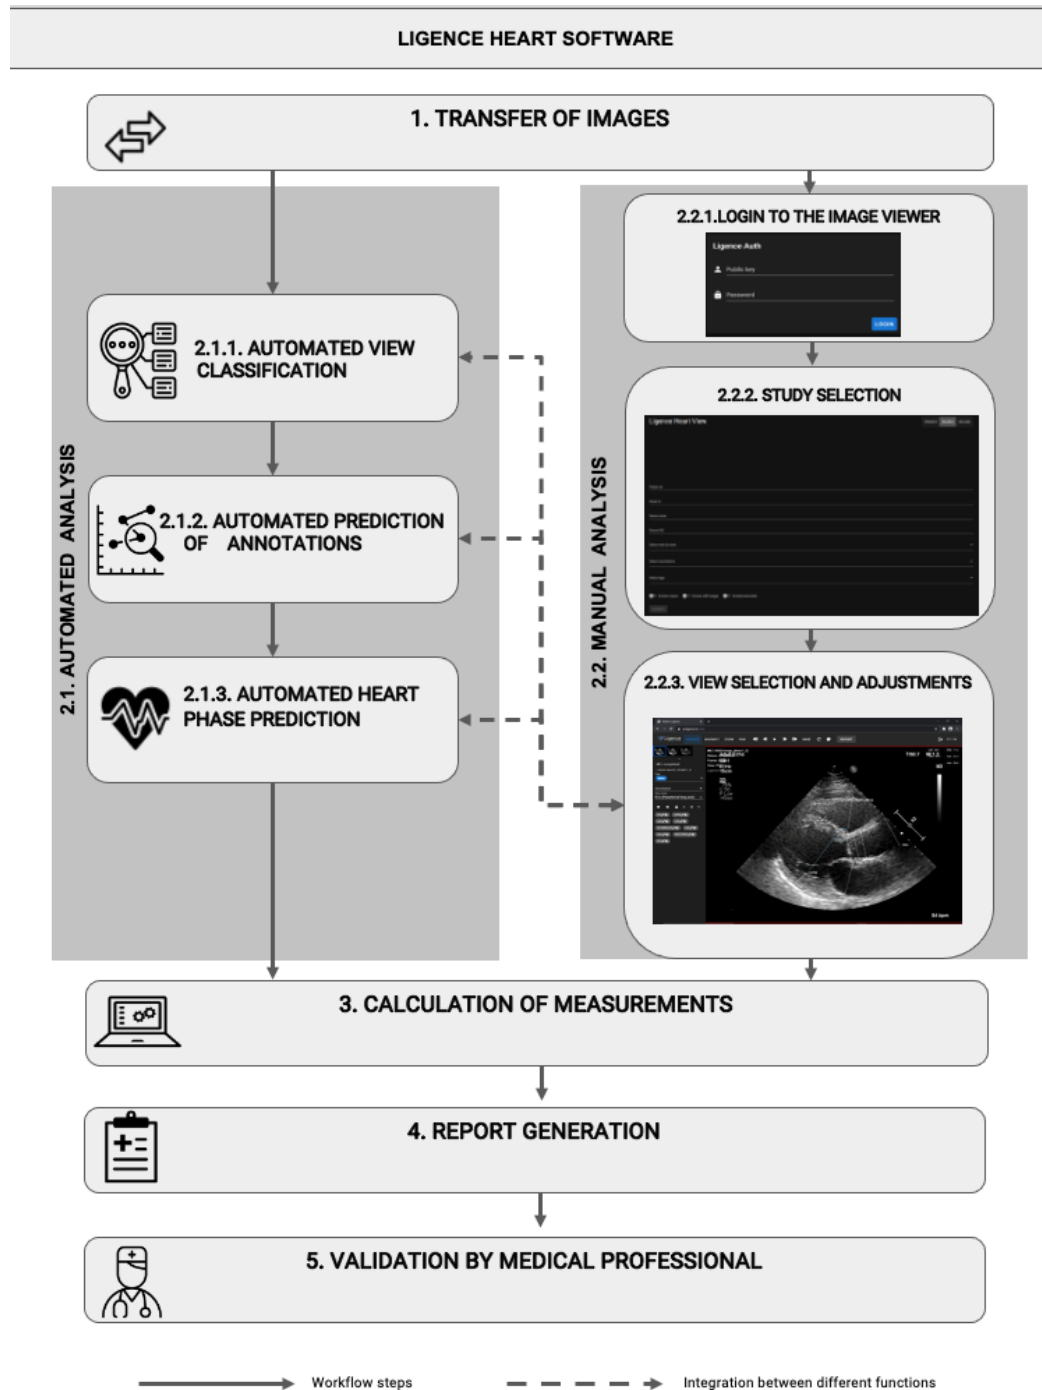 LIGENCE HEART SOFTWARE
1. TRANSFER OF IMAGES
2.1. AUTOMATED ANALYSIS
2.1.1. AUTOMATED VIEW
CLASSIFICATION
2.1.2. AUTOMATED PREDICTION
OF ANNOTATIONS
2.1.3. AUTOMATED HEART
PHASE PREDICTION
2.2. MANUAL ANALYSIS
2.2.1.LOGIN TO THE IMAGE VIEWER
Ligence Auth
Public key
Password
LOGIN
2.2.2. STUDY SELECTION
Ligence Heart View
2.2.3. VIEW SELECTION AND ADJUSTMENTS
Ligence
3. CALCULATION OF MEASUREMENTS
4. REPORT GENERATION
5. VALIDATION BY MEDICAL PROFESSIONAL
Workflow steps
Integration between different functions